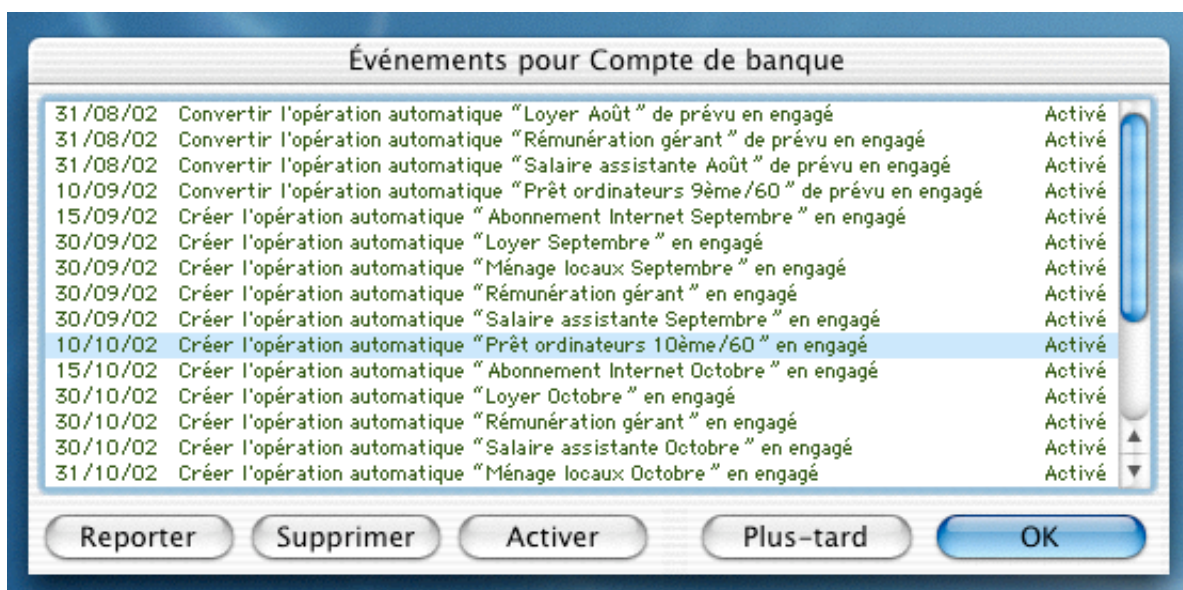 Événements pour Compte de banque
31/08/02 Convertir l'opération automatique "Loyer Août" de prévu en engagé Activé
31/08/02 Convertir l'opération automatique "Rémunération gérant" de prévu en engagé Activé
31/08/02 Convertir l'opération automatique "Salaire assistante Août" de prévu en engagé Activé
10/09/02 Convertir l'opération automatique "Prêt ordinateurs 9ème/60" de prévu en engagé Activé
15/09/02 Créer l'opération automatique "Abonnement Internet Septembre" en engagé Activé
30/09/02 Créer l'opération automatique "Loyer Septembre" en engagé Activé
30/09/02 Créer l'opération automatique "Ménage locaux Septembre" en engagé Activé
30/09/02 Créer l'opération automatique "Rémunération gérant" en engagé Activé
30/09/02 Créer l'opération automatique "Salaire assistante Septembre" en engagé Activé
10/10/02 Créer l'opération automatique "Prêt ordinateurs 10ème/60" en engagé Activé
15/10/02 Créer l'opération automatique "Abonnement Internet Octobre" en engagé Activé
30/10/02 Créer l'opération automatique "Loyer Octobre" en engagé Activé
30/10/02 Créer l'opération automatique "Rémunération gérant" en engagé Activé
30/10/02 Créer l'opération automatique "Salaire assistante Octobre" en engagé Activé
31/10/02 Créer l'opération automatique "Ménage locaux Octobre" en engagé Activé
Reporter Supprimer Activer Plus-tard OK